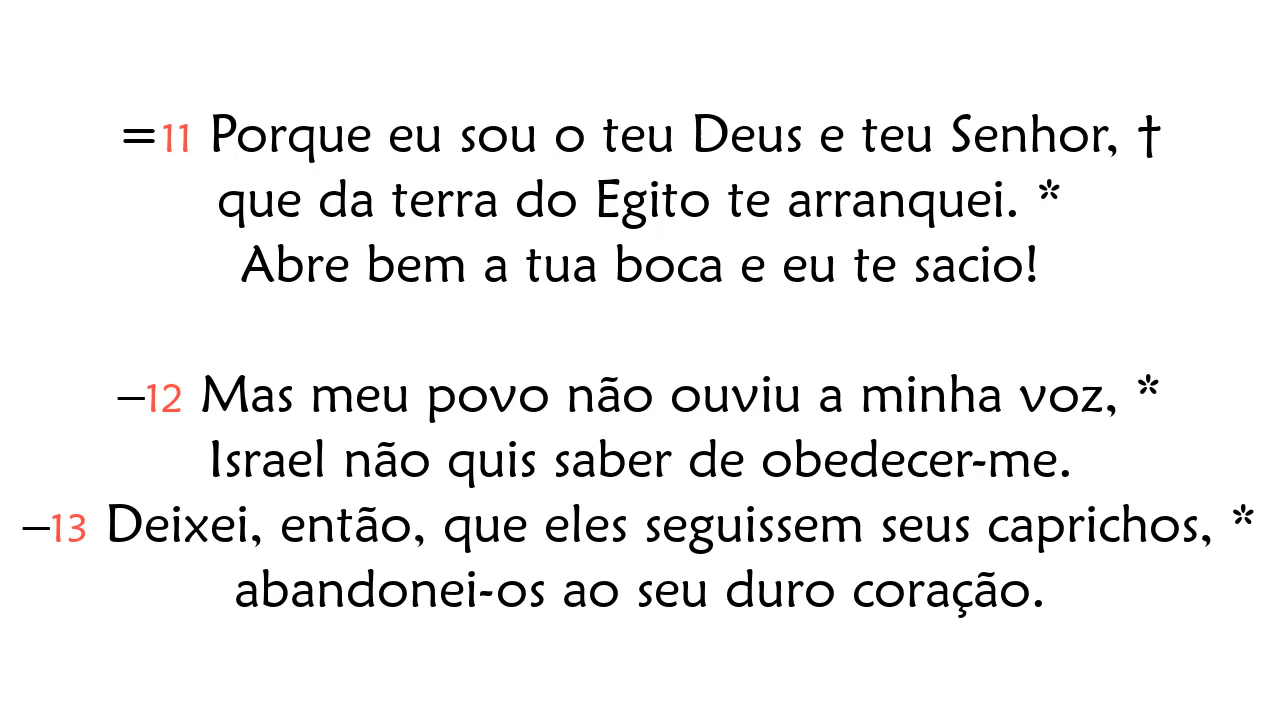 =11 Porque eu sou o teu Deus e teu Senhor, †
que da terra do Egito te arranquei. *
Abre bem a tua boca e eu te sacio!
–12 Mas meu povo não ouviu a minha voz, *
Israel não quis saber de obedecer-me.
–13 Deixei, então, que eles seguissem seus caprichos, *
abandonei-os ao seu duro coração.